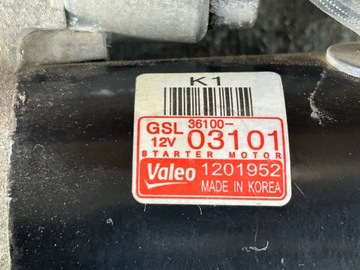 K1
GSL 36100-
12V 03101
STARTER MOTOR
Valeo 1201952
MADE IN KOREA